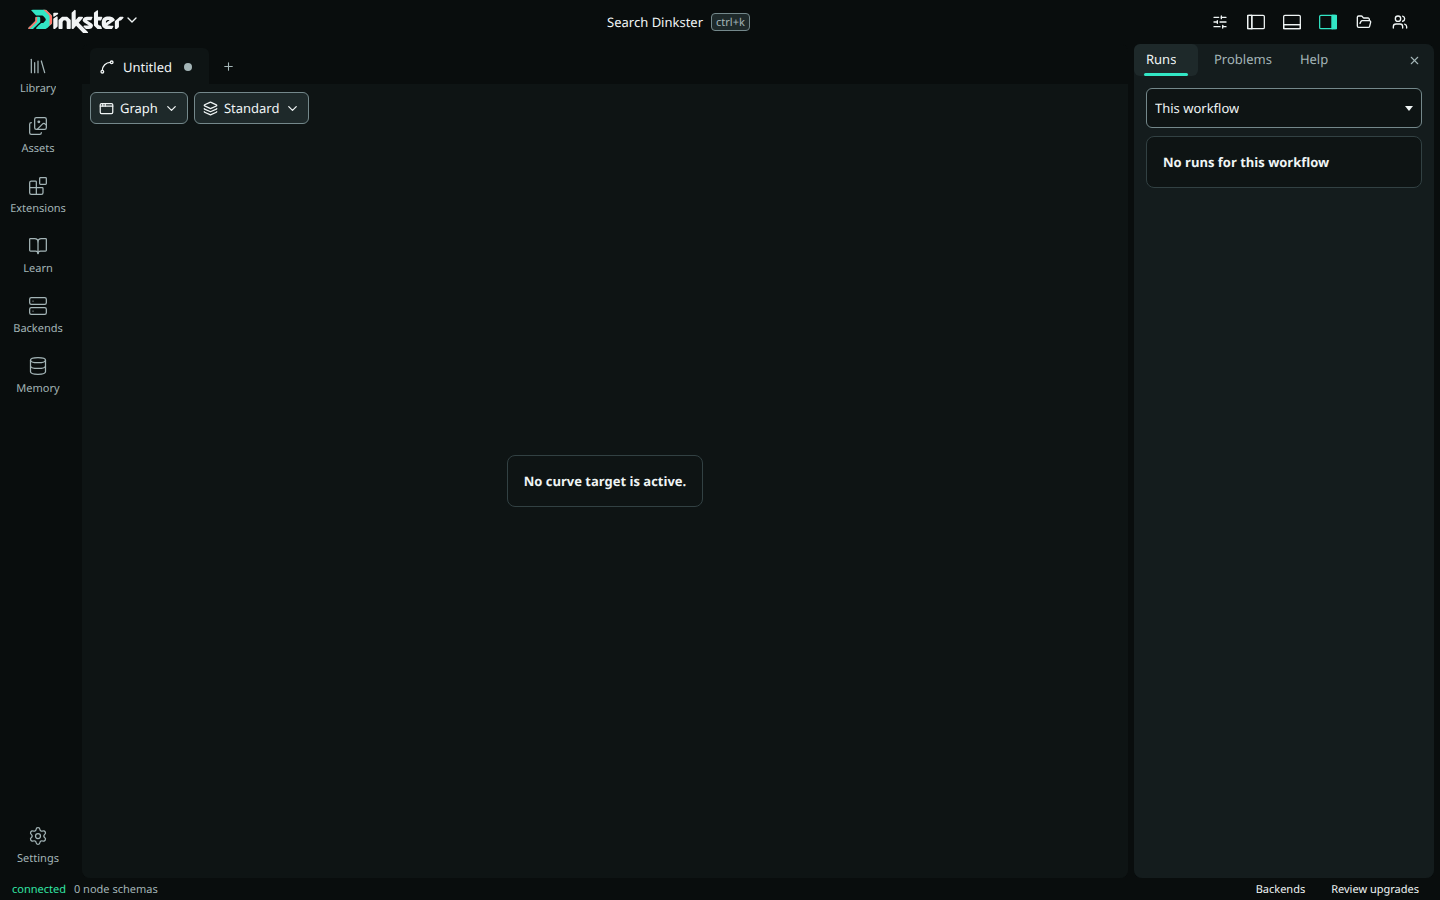 Dinkster
Search Dinkster ctrl+k
Library
Assets
Extensions
Learn
Backends
Memory
Settings
Untitled
Graph
Standard
No curve target is active.
Runs Problems Help
This workflow
No runs for this workflow
connected 0 node schemas
Backends Review upgrades